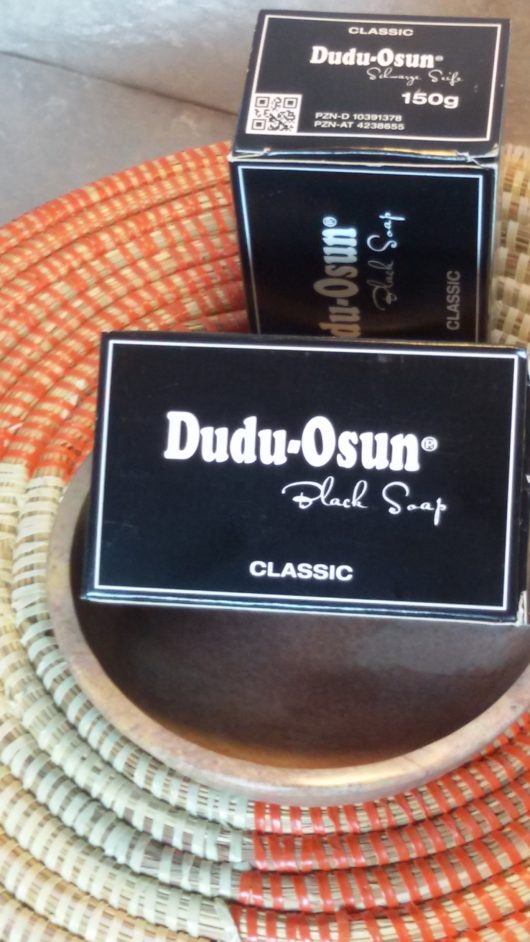 CLASSIC
Dudu-Osun®
Schwarze Seife
150g
PZN-D 10391378
PZN-AT 4238655
du-Osun®
Black Soap
CLASSIC
Dudu-Osun®
Black Soap
CLASSIC